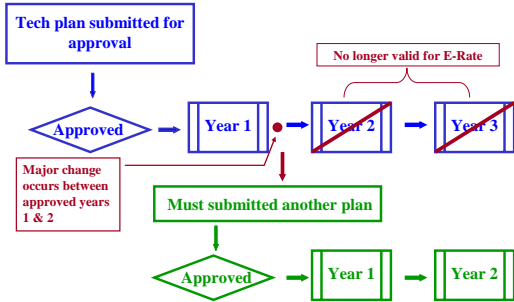 Tech plan submitted for
approval
No longer valid for E-Rate
Approved
Year 1
Year 2
Year 3
Major change
occurs between
approved years
1 & 2
Must submitted another plan
Approved
Year 1
Year 2